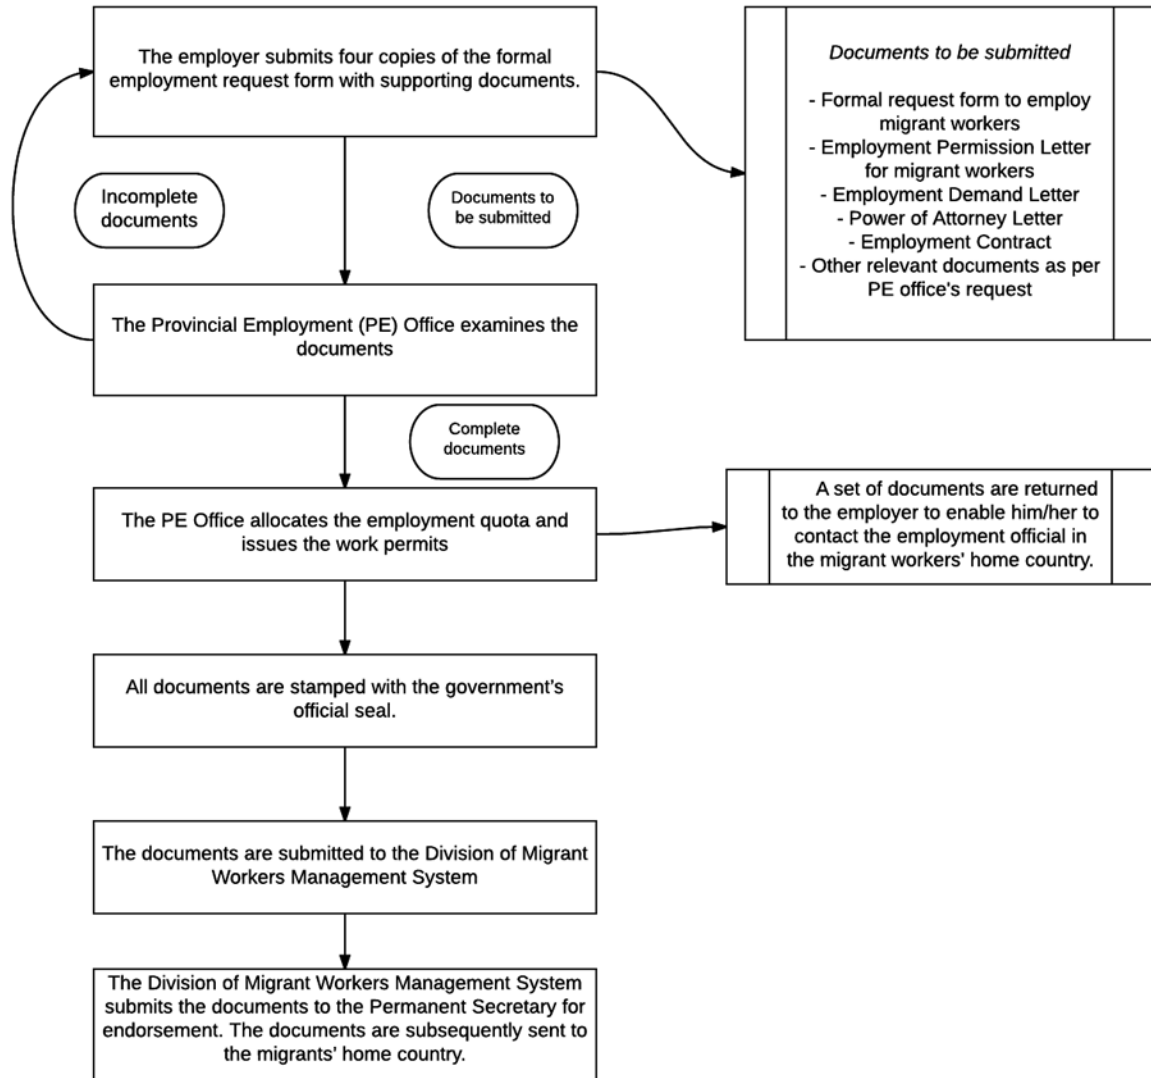 The employer submits four copies of the formal
employment request form with supporting documents.
Documents to be submitted
- Formal request form to employ
migrant workers
- Employment Permission Letter
for migrant workers
- Employment Demand Letter
- Power of Attorney Letter
- Employment Contract
- Other relevant documents as per
PE office's request
Incomplete
documents
Documents to
be submitted
The Provincial Employment (PE) Office examines the
documents
Complete
documents
The PE Office allocates the employment quota and
issues the work permits
A set of documents are returned
to the employer to enable him/her to
contact the employment official in
the migrant workers' home country.
All documents are stamped with the government's
official seal.
The documents are submitted to the Division of Migrant
Workers Management System
The Division of Migrant Workers Management System
submits the documents to the Permanent Secretary for
endorsement. The documents are subsequently sent to
the migrants' home country.